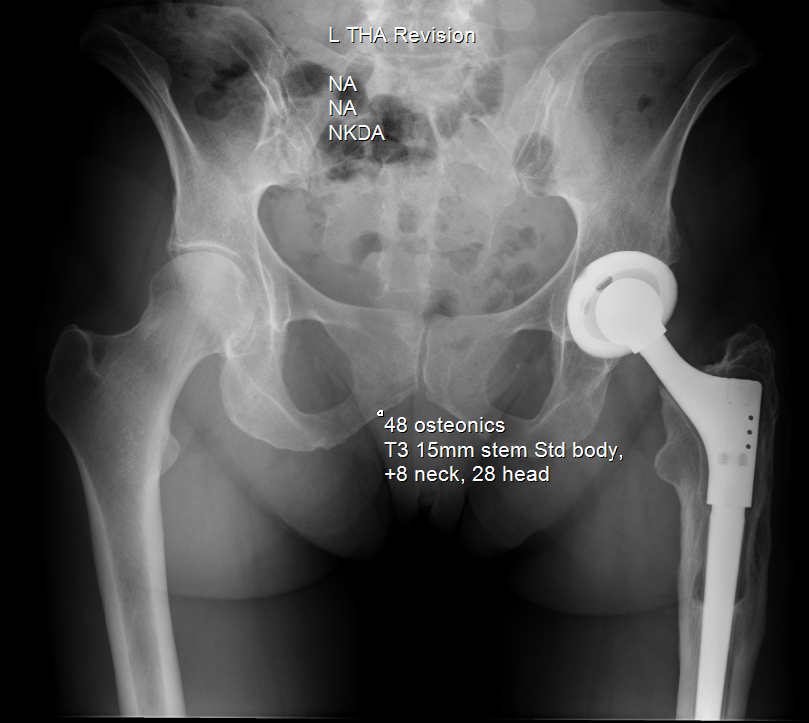 L THA Revision
NA
NA
NKDA
48 osteonics
T3 15mm stem Std body,
+8 neck, 28 head